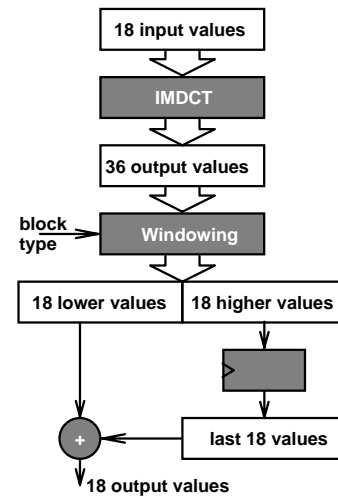 18 input values
IMDCT
36 output values
block
type
Windowing
18 lower values
18 higher values
+
last 18 values
18 output values